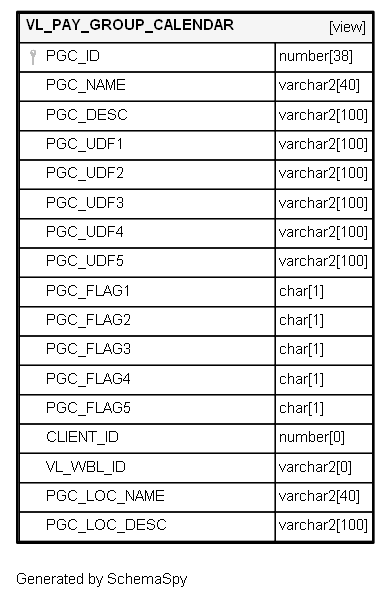 VL_PAY_GROUP_CALENDAR [view]
PGC_ID number[38]
PGC_NAME varchar2[40]
PGC_DESC varchar2[100]
PGC_UDF1 varchar2[100]
PGC_UDF2 varchar2[100]
PGC_UDF3 varchar2[100]
PGC_UDF4 varchar2[100]
PGC_UDF5 varchar2[100]
PGC_FLAG1 char[1]
PGC_FLAG2 char[1]
PGC_FLAG3 char[1]
PGC_FLAG4 char[1]
PGC_FLAG5 char[1]
CLIENT_ID number[0]
VL_WBL_ID varchar2[0]
PGC_LOC_NAME varchar2[40]
PGC_LOC_DESC varchar2[100]
Generated by SchemaSpy